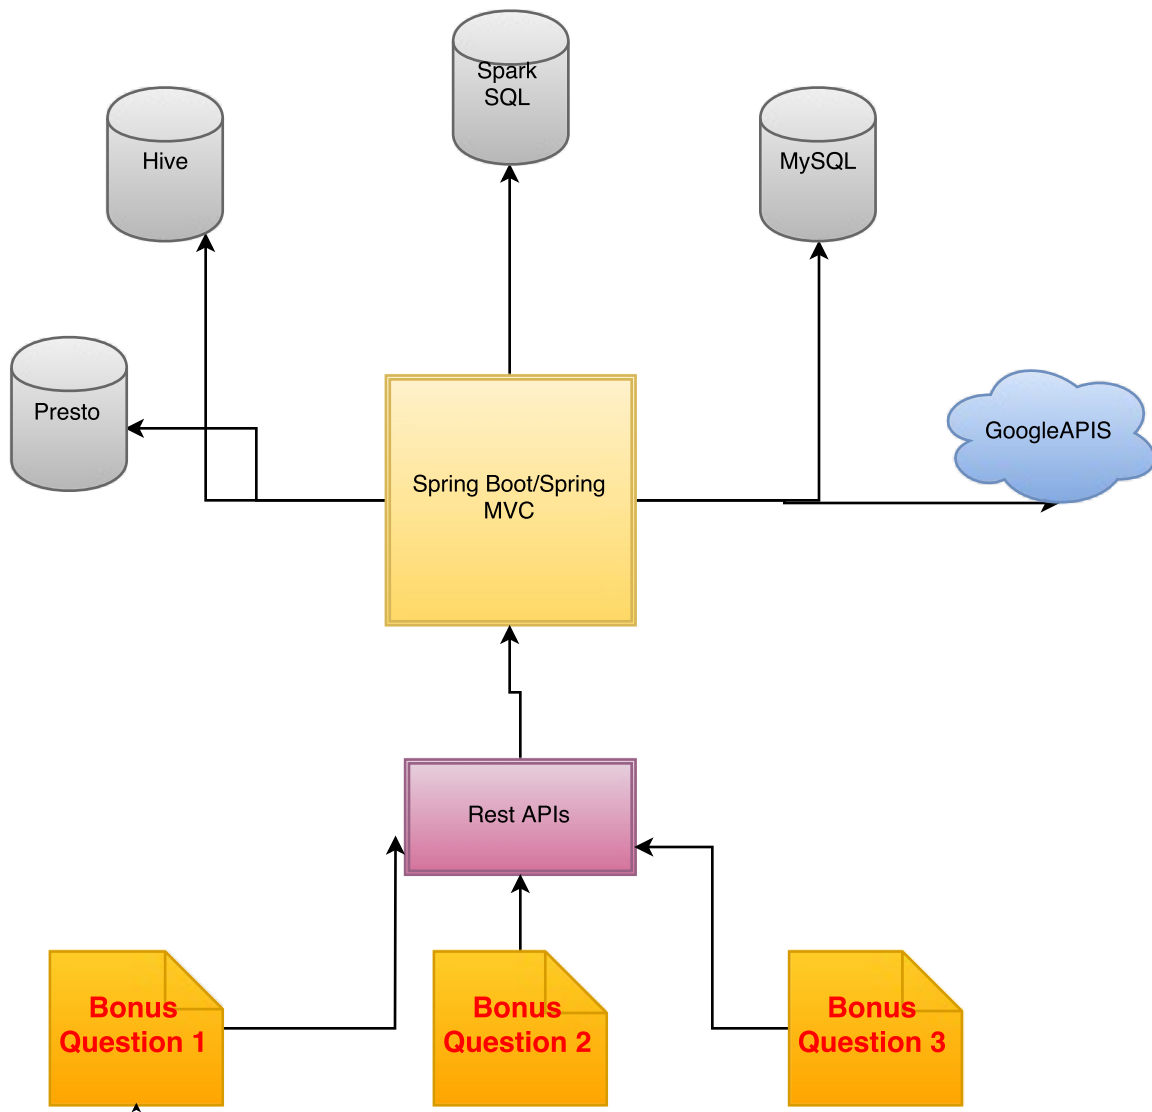 Spark
SQL
Hive
MySQL
Presto
GoogleAPIS
Spring Boot/Spring
MVC
Rest APIs
Bonus
Question 1
Bonus
Question 2
Bonus
Question 3